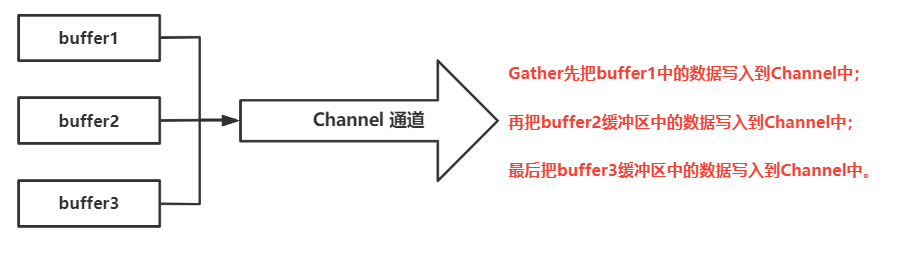 buffer1
buffer2
buffer3
Channel 通道
Gather先把buffer1中的数据写入到Channel中；
再把buffer2缓冲区中的数据写入到Channel中；
最后把buffer3缓冲区中的数据写入到Channel中。